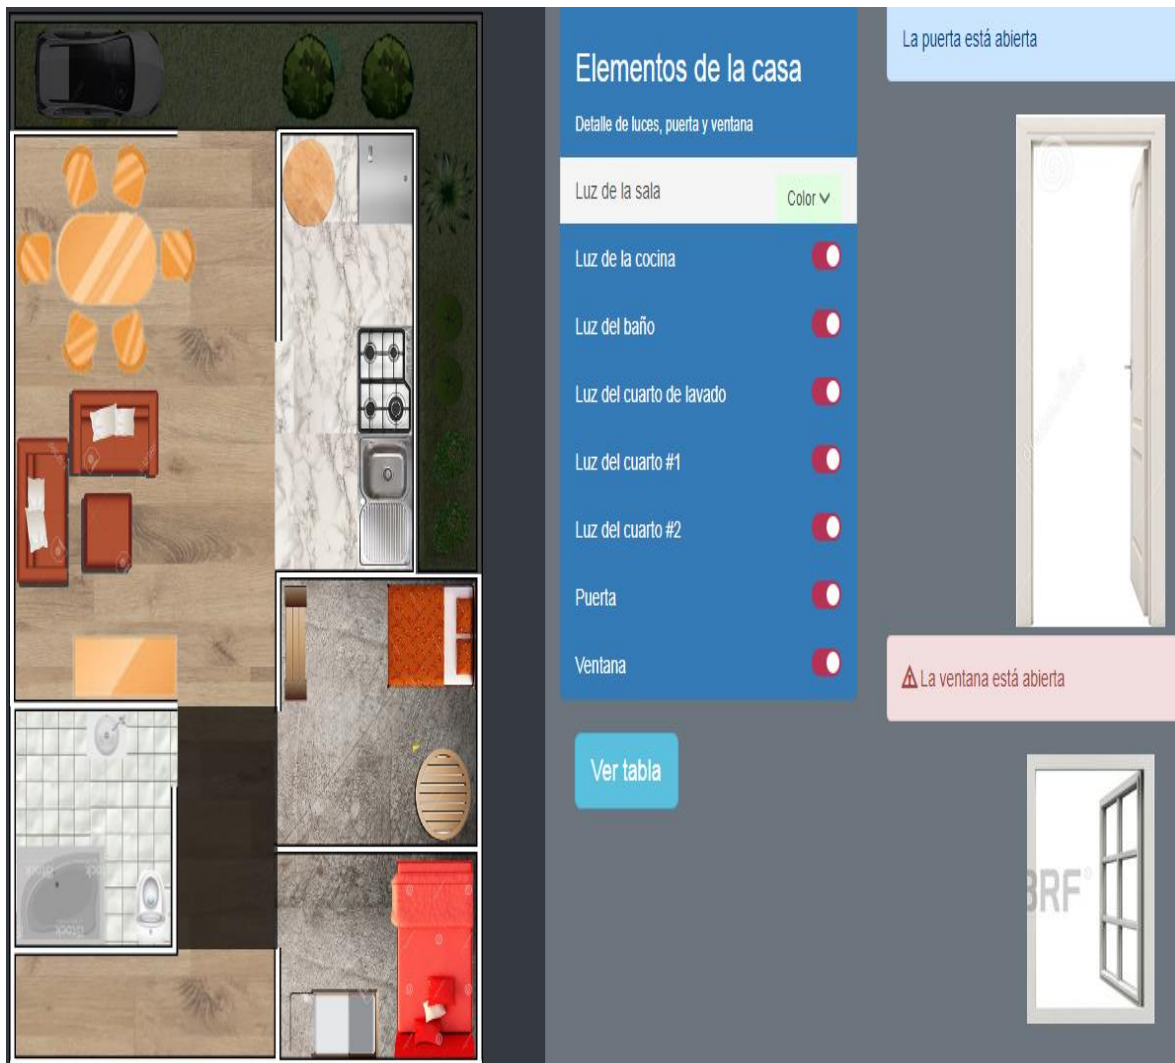 Elementos de la casa
Detalle de luces, puerta y ventana
Luz de la sala
Color
Luz de la cocina
Luz del baño
Luz del cuarto de lavado
Luz del cuarto #1
Luz del cuarto #2
Puerta
Ventana
Ver tabla
La puerta está abierta
La ventana está abierta
BRF